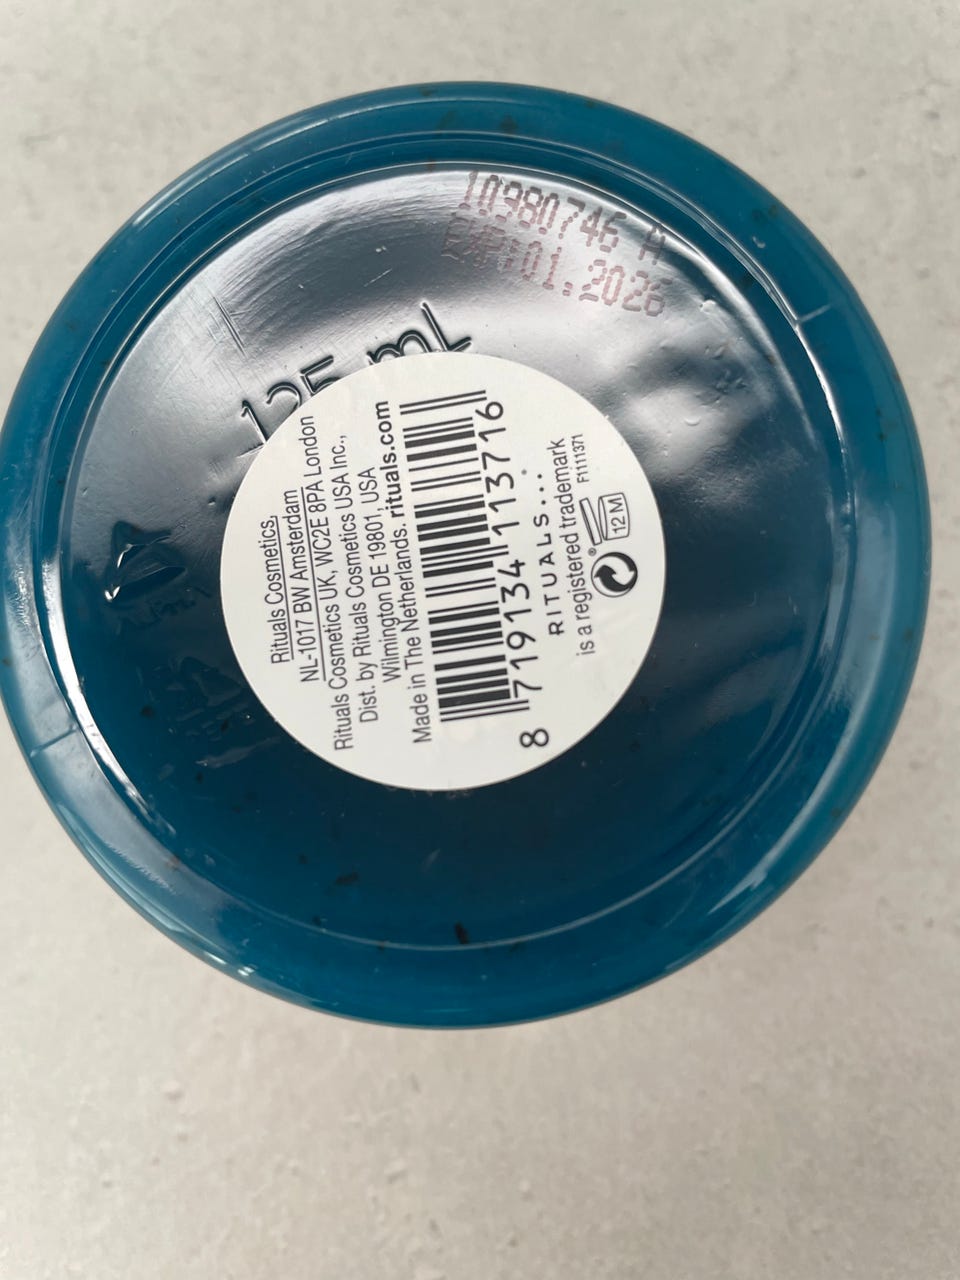 10980746 A
EXP:01.2026
125 mL
Rituals Cosmetics,
NL-1017 BW Amsterdam
Rituals Cosmetics UK, WC2E 8PA London
Dist. by Rituals Cosmetics USA Inc.,
Wilmington DE 19801, USA
Made in The Netherlands. rituals.com
8 719134 113716
RITUALS...®
is a registered trademark
F1111371
12M